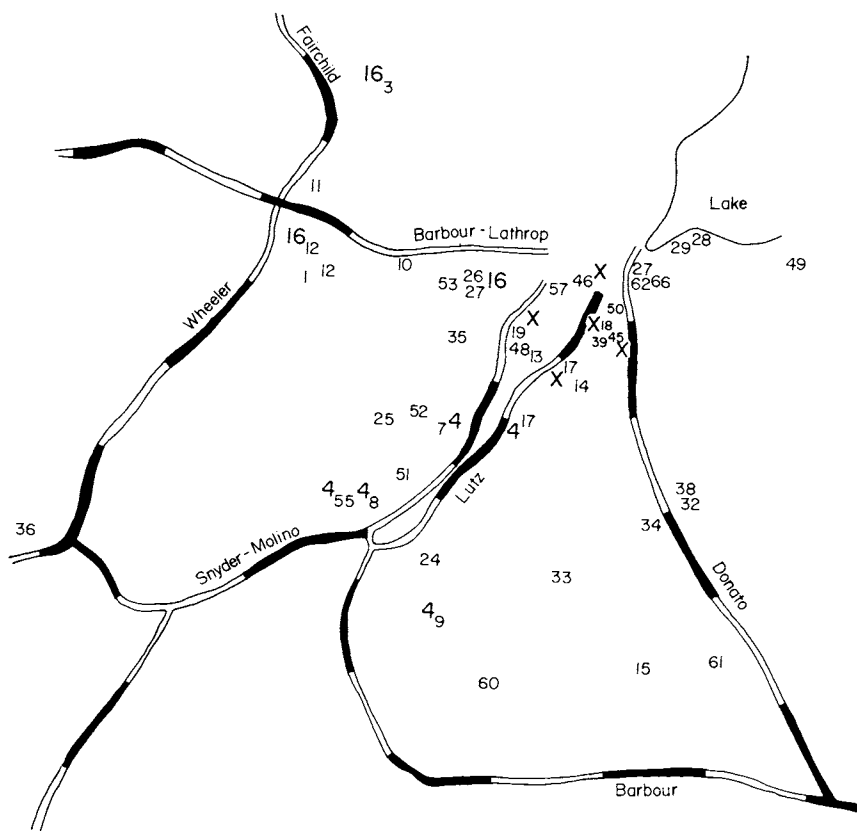 Fairchild
16 3
11
Lake
Barbour - Lathrop
16 12
10
1 12
28
29
49
27
62 66
53 26 16
27
57
46 X
50
X 18
19 X
39 45
X
35
48 13
17
X 14
Wheeler
52
25
7 4
4 17
51
Lutz
4 55 4 8
38
32
34
36
Snyder - Molino
24
33
Donato
4 9
60
15
61
Barbour